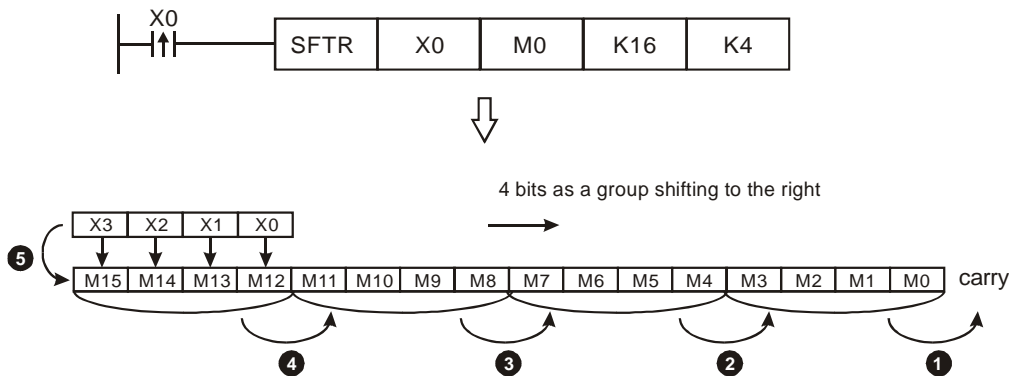 X0
SFTR X0 M0 K16 K4
4 bits as a group shifting to the right
X3 X2 X1 X0
5
M15 M14 M13 M12 M11 M10 M9 M8 M7 M6 M5 M4 M3 M2 M1 M0 carry
4 3 2 1